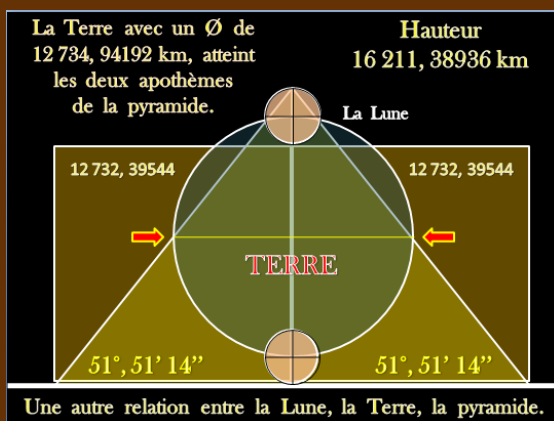 La Terre avec un Ø de
12 734, 94192 km, atteint
les deux apothèmes
de la pyramide.
Hauteur
16 211, 38936 km
La Lune
12 732, 39544
12 732, 39544
TERRE
51°, 51' 14”
51°, 51' 14”
Une autre relation entre la Lune, la Terre, la pyramide.